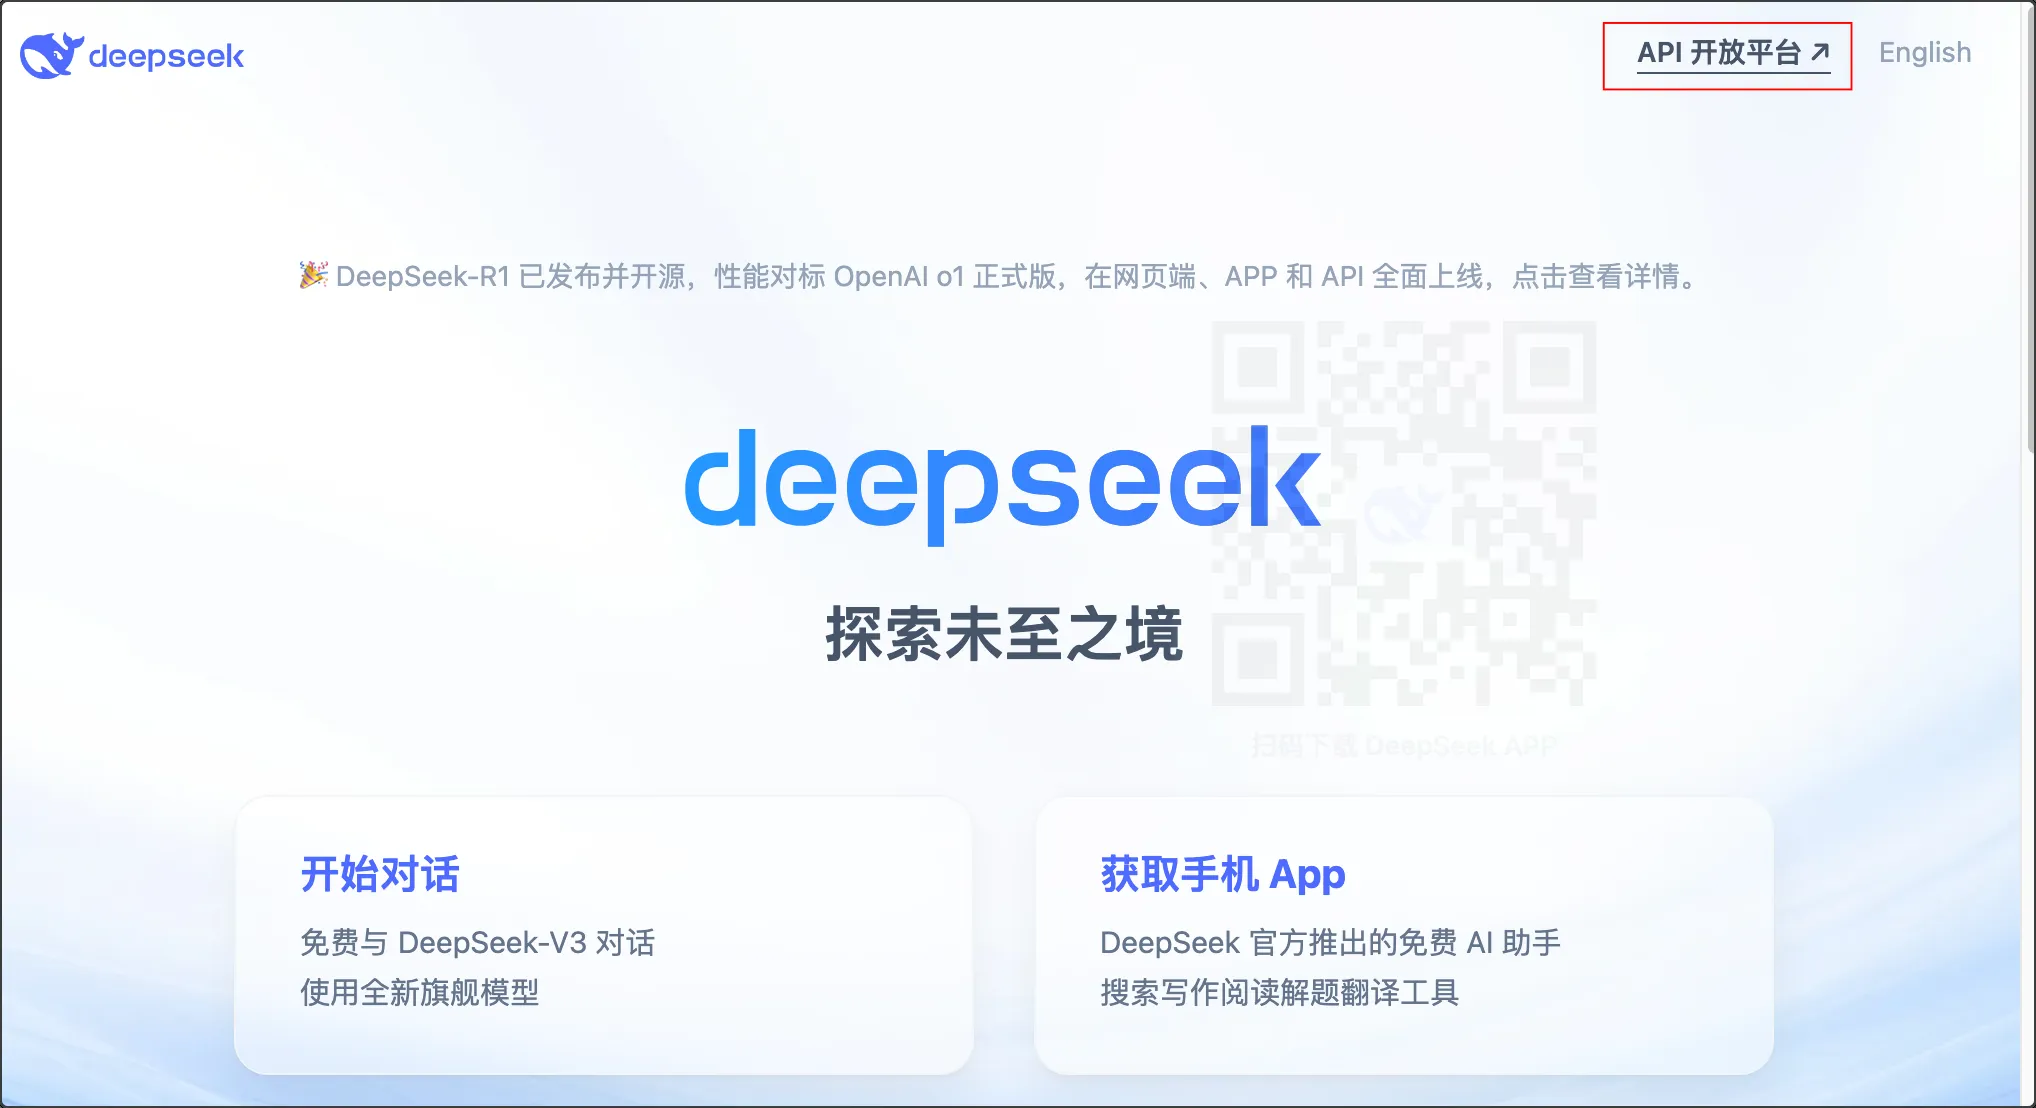 deepseek
API 开放平台
English
DeepSeek-R1 已发布并开源，性能对标 OpenAI o1 正式版，在网页端、APP 和 API 全面上线，点击查看详情。
deepseek
探索未至之境
扫码下载 DeepSeek APP
开始对话
免费与 DeepSeek-V3 对话
使用全新旗舰模型
获取手机 App
DeepSeek 官方推出的免费 AI 助手
搜索写作阅读解题翻译工具